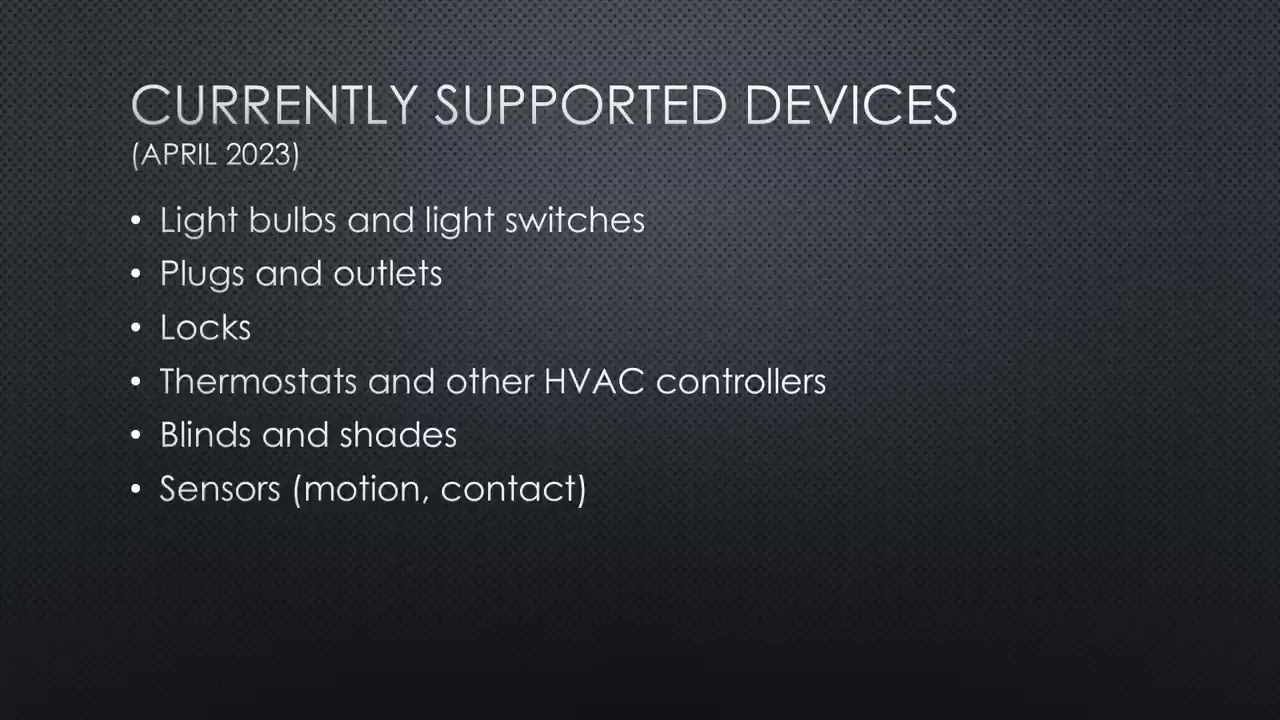 CURRENTLY SUPPORTED DEVICES
(APRIL 2023)
• Light bulbs and light switches
• Plugs and outlets
• Locks
• Thermostats and other HVAC controllers
• Blinds and shades
• Sensors (motion, contact)